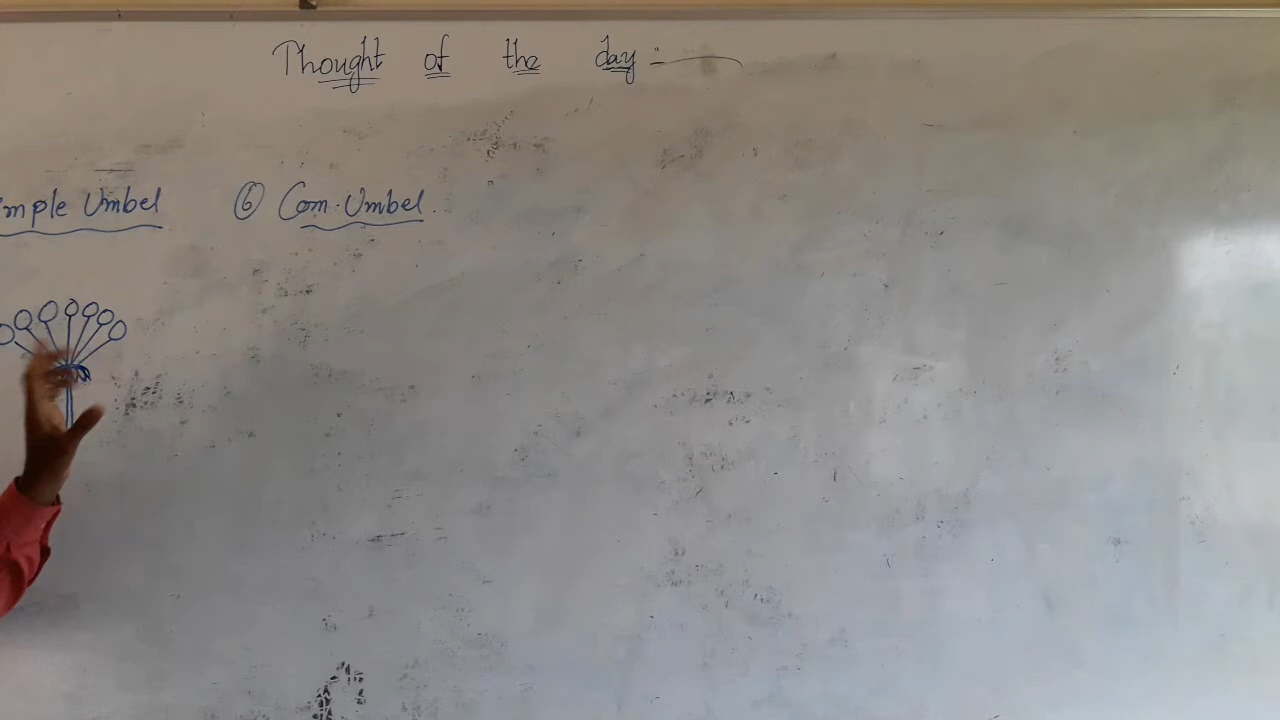 Thought of the day :-
mple Umbel ⑥ Com. Umbel.